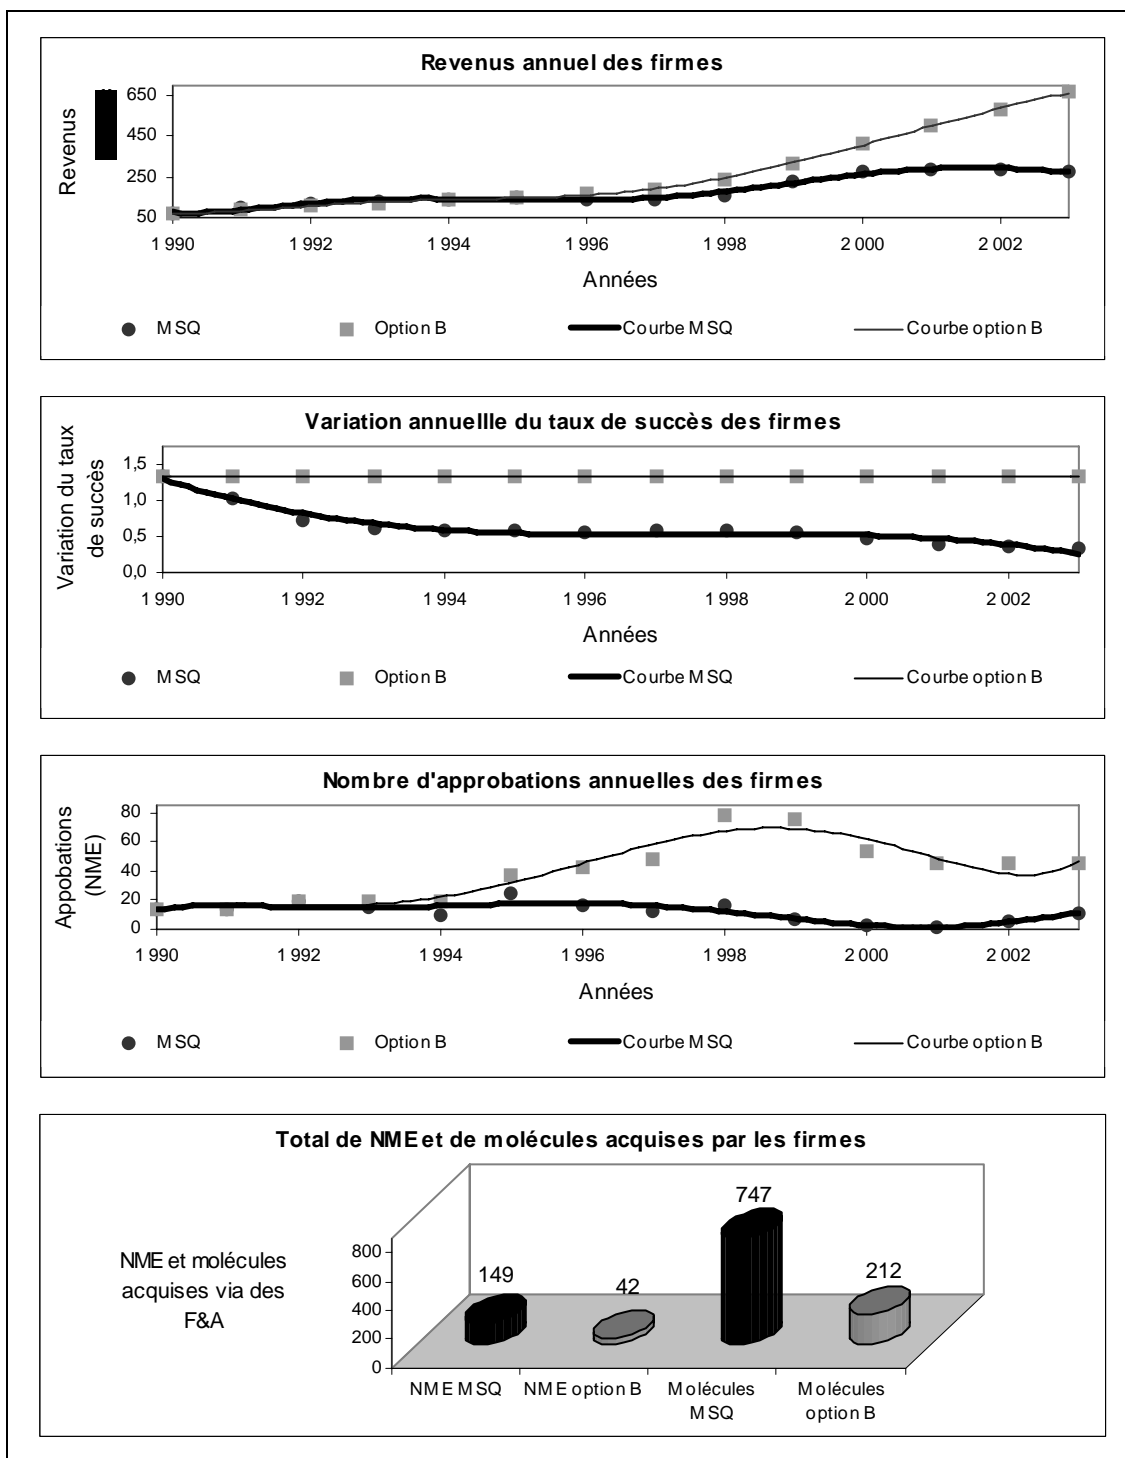 Revenus annuel des firmes
Revenus
650
450
250
50
1 990 1 992 1 994 1 996 1 998 2 000 2 002
Années
MSQ Option B Courbe MSQ Courbe option B
Variation annuellle du taux de succès des firmes
Variation du taux
de succès
1,5
1,0
0,5
0,0
1 990 1 992 1 994 1 996 1 998 2 000 2 002
Années
MSQ Option B Courbe MSQ Courbe option B
Nombre d'approbations annuelles des firmes
Appobations
(NME)
80
60
40
20
0
1 990 1 992 1 994 1 996 1 998 2 000 2 002
Années
MSQ Option B Courbe MSQ Courbe option B
Total de NME et de molécules acquises par les firmes
NME et molécules
acquises via des
F&A
800
600
400
200
0
149
42
747
212
NME MSQ NME option B Molécules
MSQ Molécules
option B